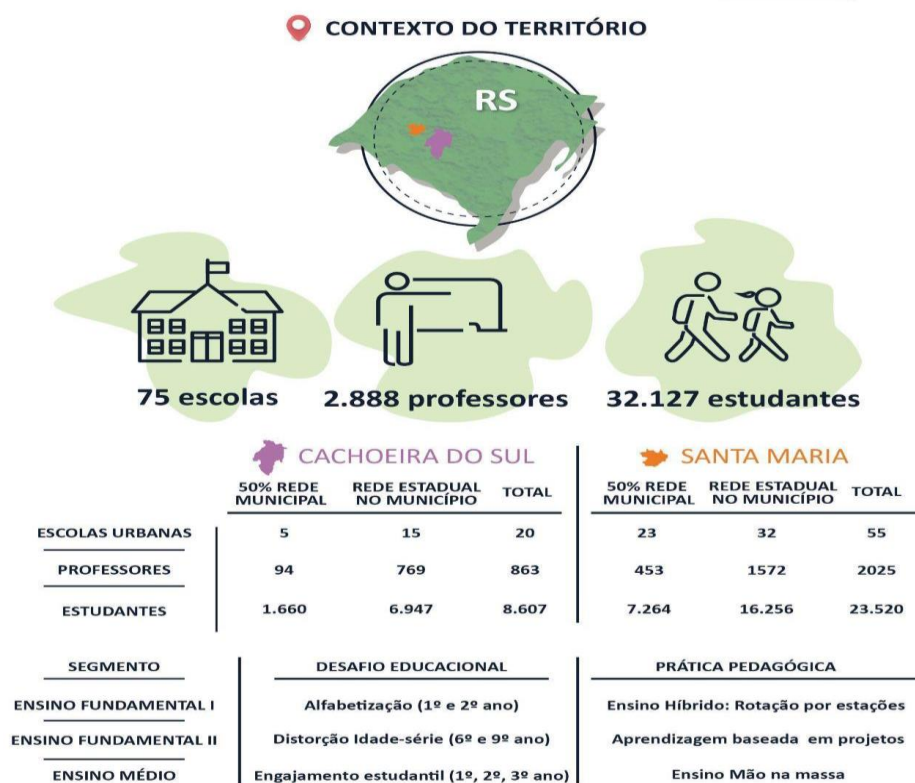 CONTEXTO DO TERRITÓRIO
RS
75 escolas 2.888 professores 32.127 estudantes
CACHOEIRA DO SUL SANTA MARIA
50% REDE MUNICIPAL REDE ESTADUAL NO MUNICÍPIO TOTAL 50% REDE MUNICIPAL REDE ESTADUAL NO MUNICÍPIO TOTAL
ESCOLAS URBANAS 5 15 20 23 32 55
PROFESSORES 94 769 863 453 1572 2025
ESTUDANTES 1.660 6.947 8.607 7.264 16.256 23.520
SEGMENTO DESAFIO EDUCACIONAL PRÁTICA PEDAGÓGICA
ENSINO FUNDAMENTAL I Alfabetização (1º e 2º ano) Ensino Híbrido: Rotação por estações
ENSINO FUNDAMENTAL II Distorção Idade-série (6º e 9º ano) Aprendizagem baseada em projetos
ENSINO MÉDIO Engajamento estudantil (1º, 2º, 3º ano) Ensino Mão na massa